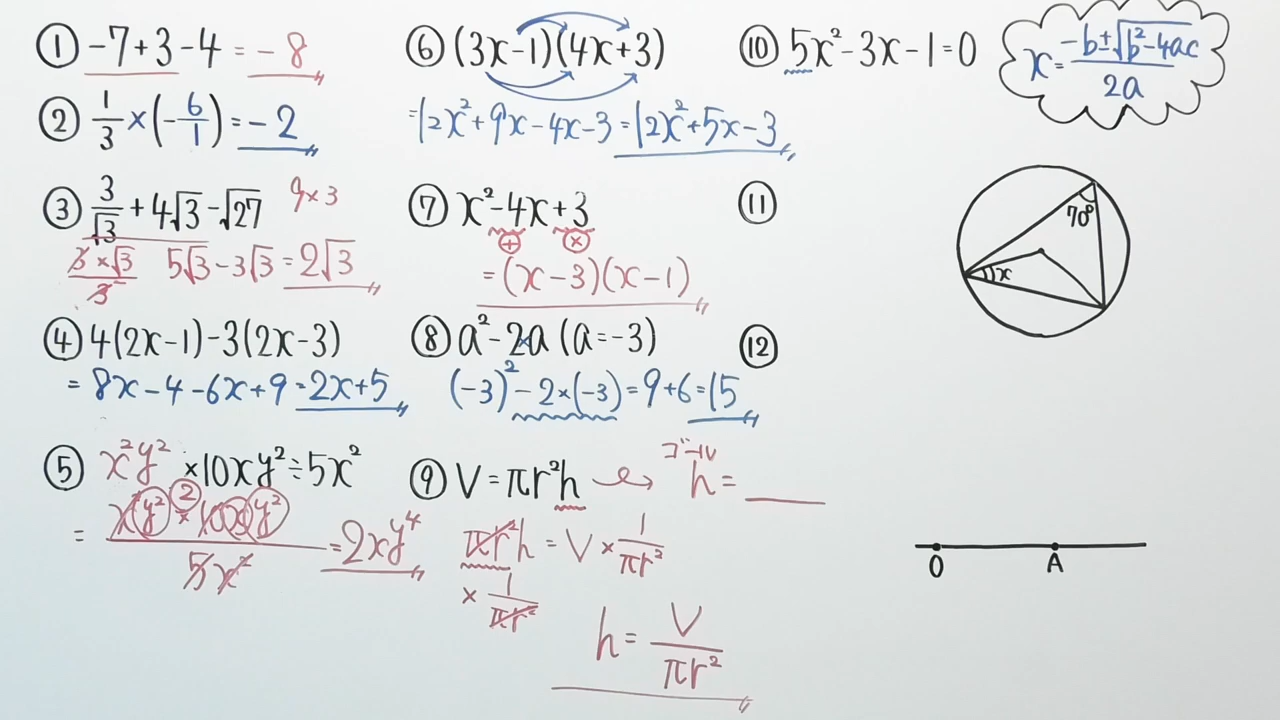 ① -7+3-4 = -8
② 1/3 × (-6/1) = -2
③ 3/√3 + 4√3 - √27
9×3
3×√3/3 5√3-3√3 = 2√3
④ 4(2x-1)-3(2x-3)
= 8x-4-6x+9 = 2x+5
⑤ x²y² ×10xy²÷5x²
= x²y²×10xy²/5x² = 2xy⁴
2
⑥ (3x-1)(4x+3)
= 12x²+9x-4x-3 = 12x²+5x-3
⑦ x²-4x+3
+ ×
= (x-3)(x-1)
⑧ a²-2×a (a=-3)
(-3)²-2×(-3) = 9+6 = 15
⑨ V=πr²h
ゴール
h=
πr²h = V×1/πr²
×1/πr²
h = V/πr²
⑩ 5x²-3x-1=0
x = -b±√b²-4ac/2a
⑪
70°
x
⑫
O A